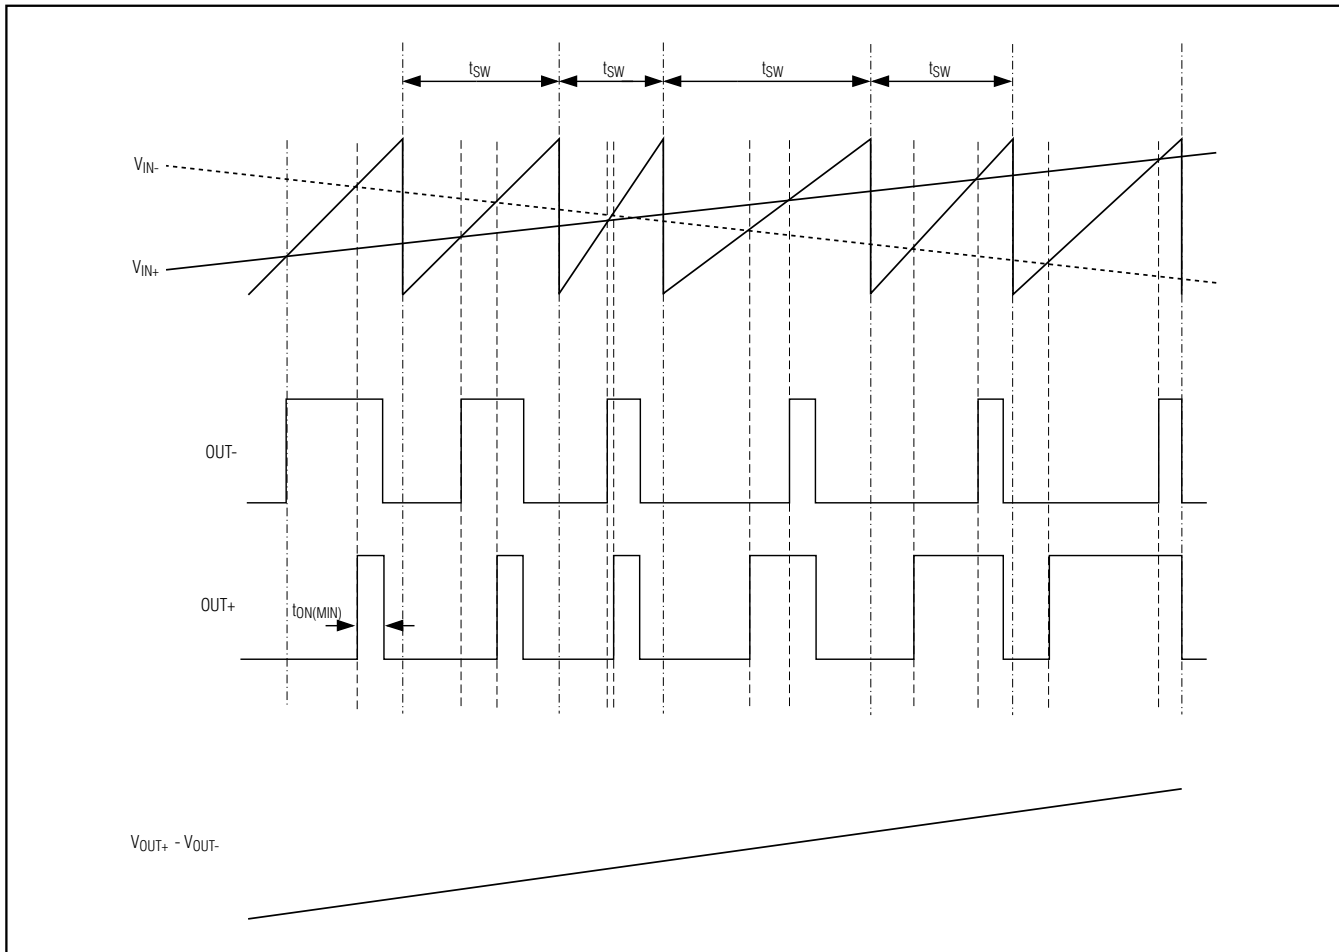 tSW tSW tSW tSW
VIN-
VIN+
OUT-
OUT+
tON(MIN)
VOUT+ - VOUT-